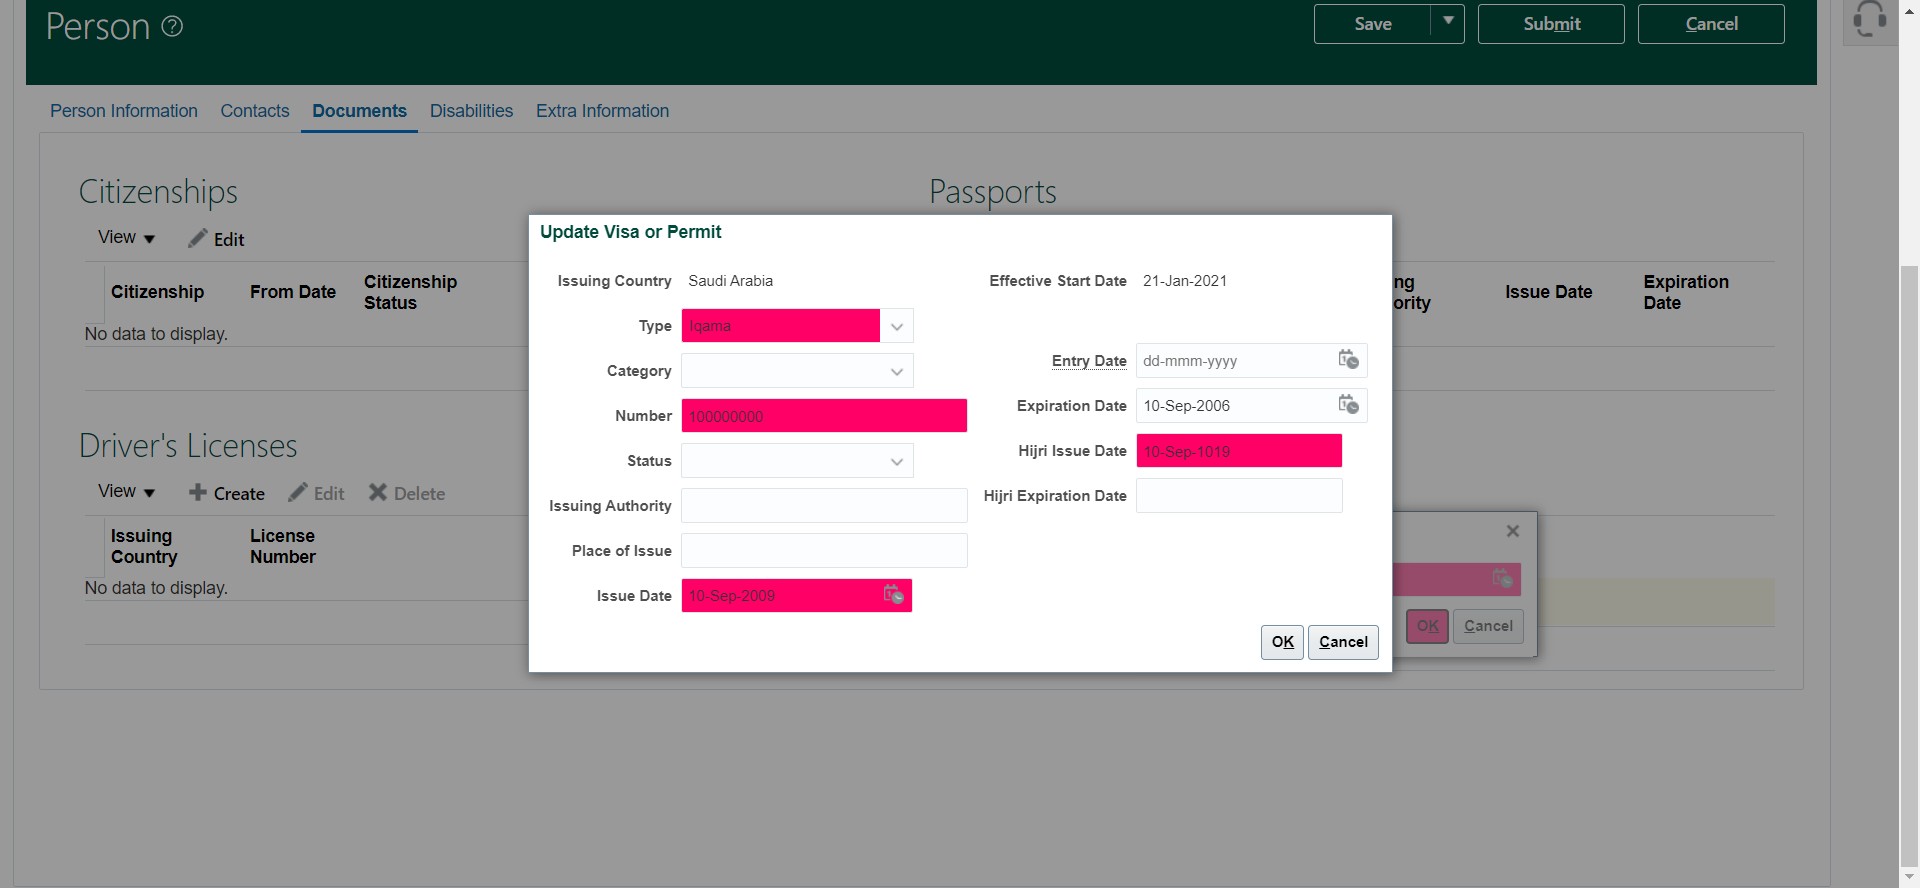 Person
Save
Submit
Cancel
Person Information
Contacts
Documents
Disabilities
Extra Information
Citizenships
Passports
View
Edit
Citizenship
From Date
Citizenship Status
No data to display.
ng
ority
Issue Date
Expiration Date
Driver's Licenses
View
Create
Edit
Delete
Issuing Country
License Number
No data to display.
Update Visa or Permit
Issuing Country Saudi Arabia
Type Iqama
Category
Number 100000000
Status
Issuing Authority
Place of Issue
Issue Date 10-Sep-2009
Effective Start Date 21-Jan-2021
Entry Date dd-mmm-yyyy
Expiration Date 10-Sep-2006
Hijri Issue Date 10-Sep-1019
Hijri Expiration Date
OK
Cancel
OK
Cancel